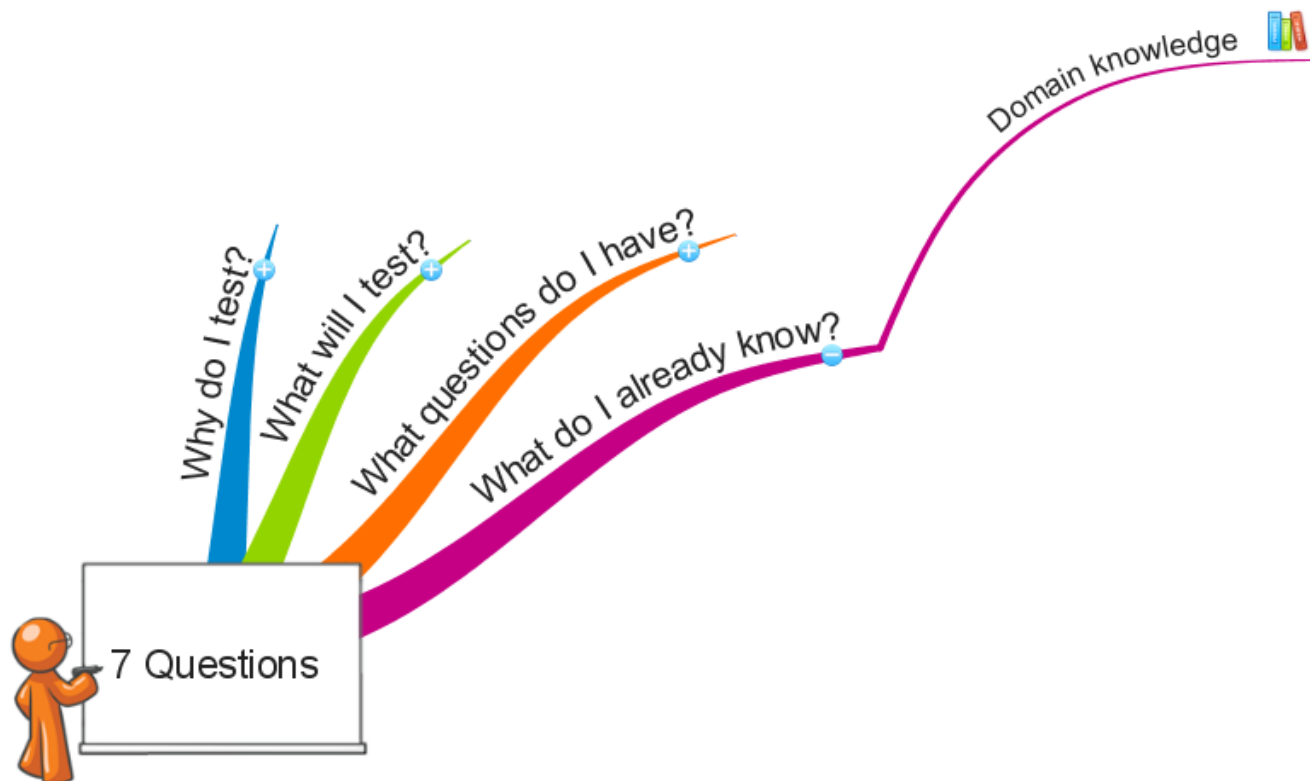 Domain knowledge
Why do I test?
What will I test?
What questions do I have?
What do I already know?
7 Questions